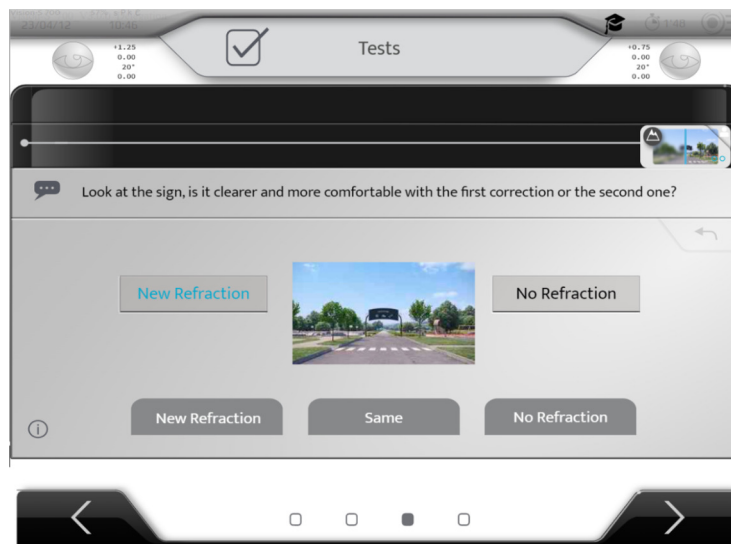 23/04/12
10:46
Tests
1'40
+1.25
0.00
20°
0.00
+0.75
0.00
20°
0.00
Look at the sign, is it clearer and more comfortable with the first correction or the second one?
New Refraction
No Refraction
New Refraction
Same
No Refraction